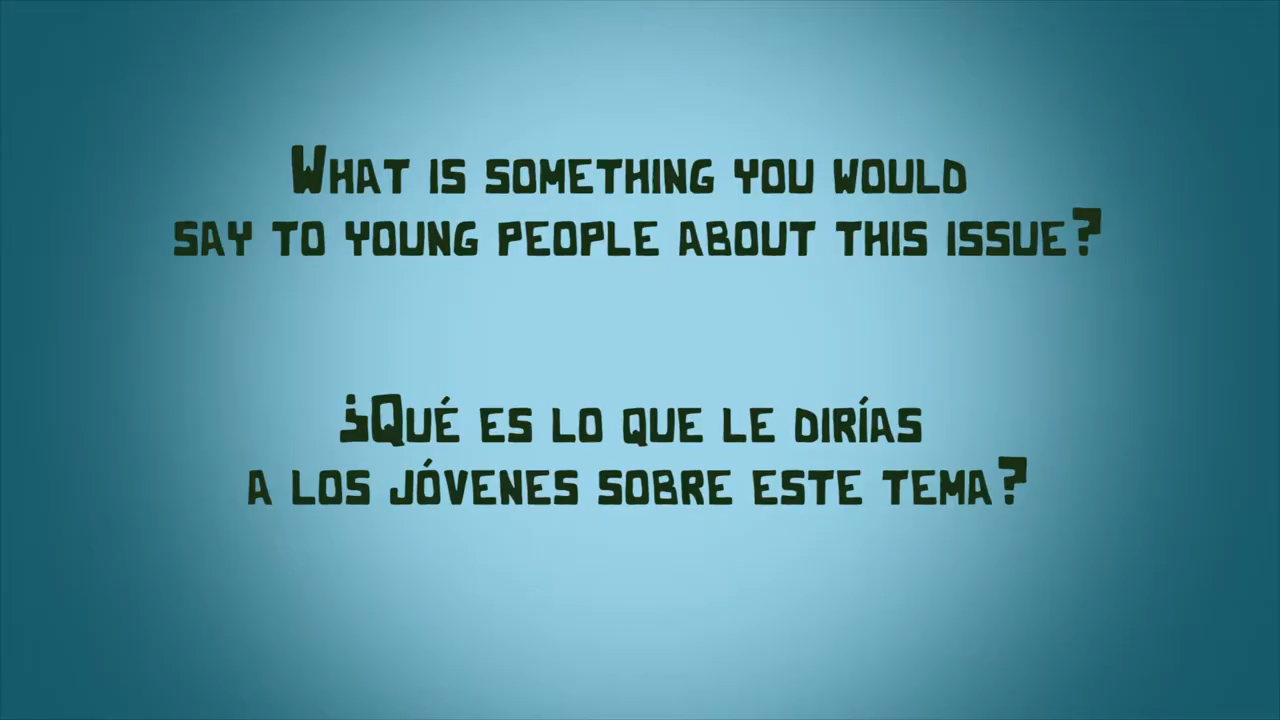 What is something you would
say to young people about this issue?
¿Qué es lo que le dirías
a los jóvenes sobre este tema?